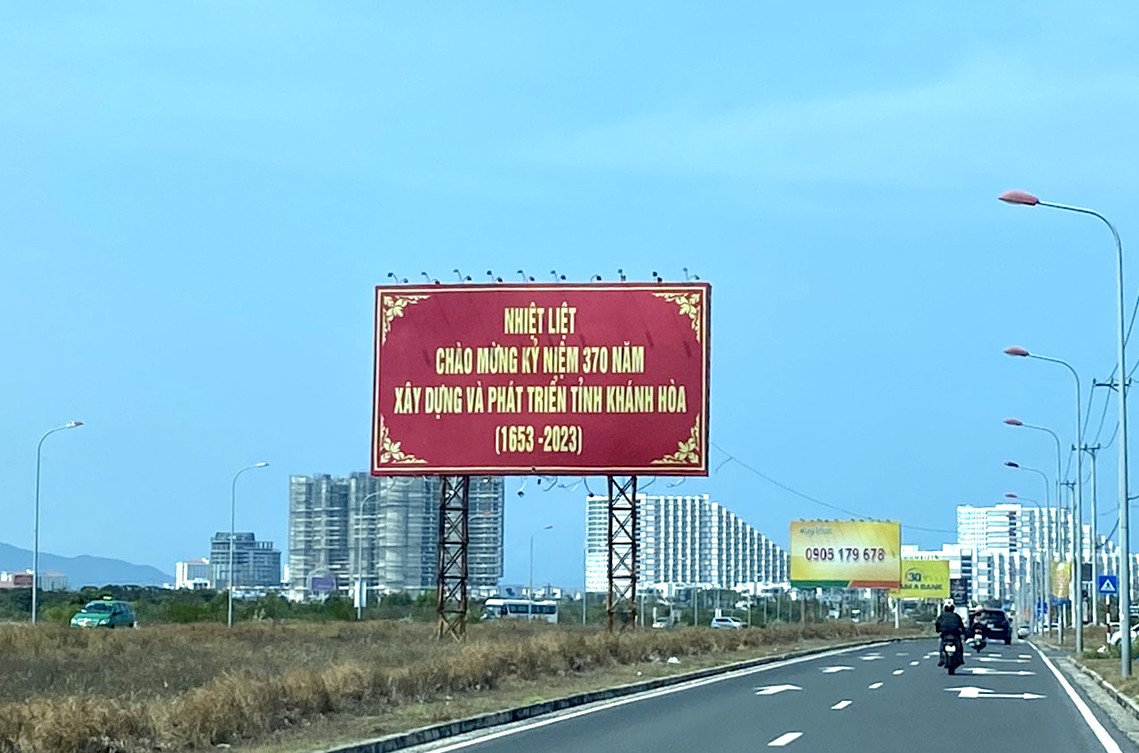 NHIỆT LIỆT
CHÀO MỪNG KỶ NIỆM 370 NĂM
XÂY DỰNG VÀ PHÁT TRIỂN TỈNH KHÁNH HÒA
(1653 -2023)
0905 179 678
30